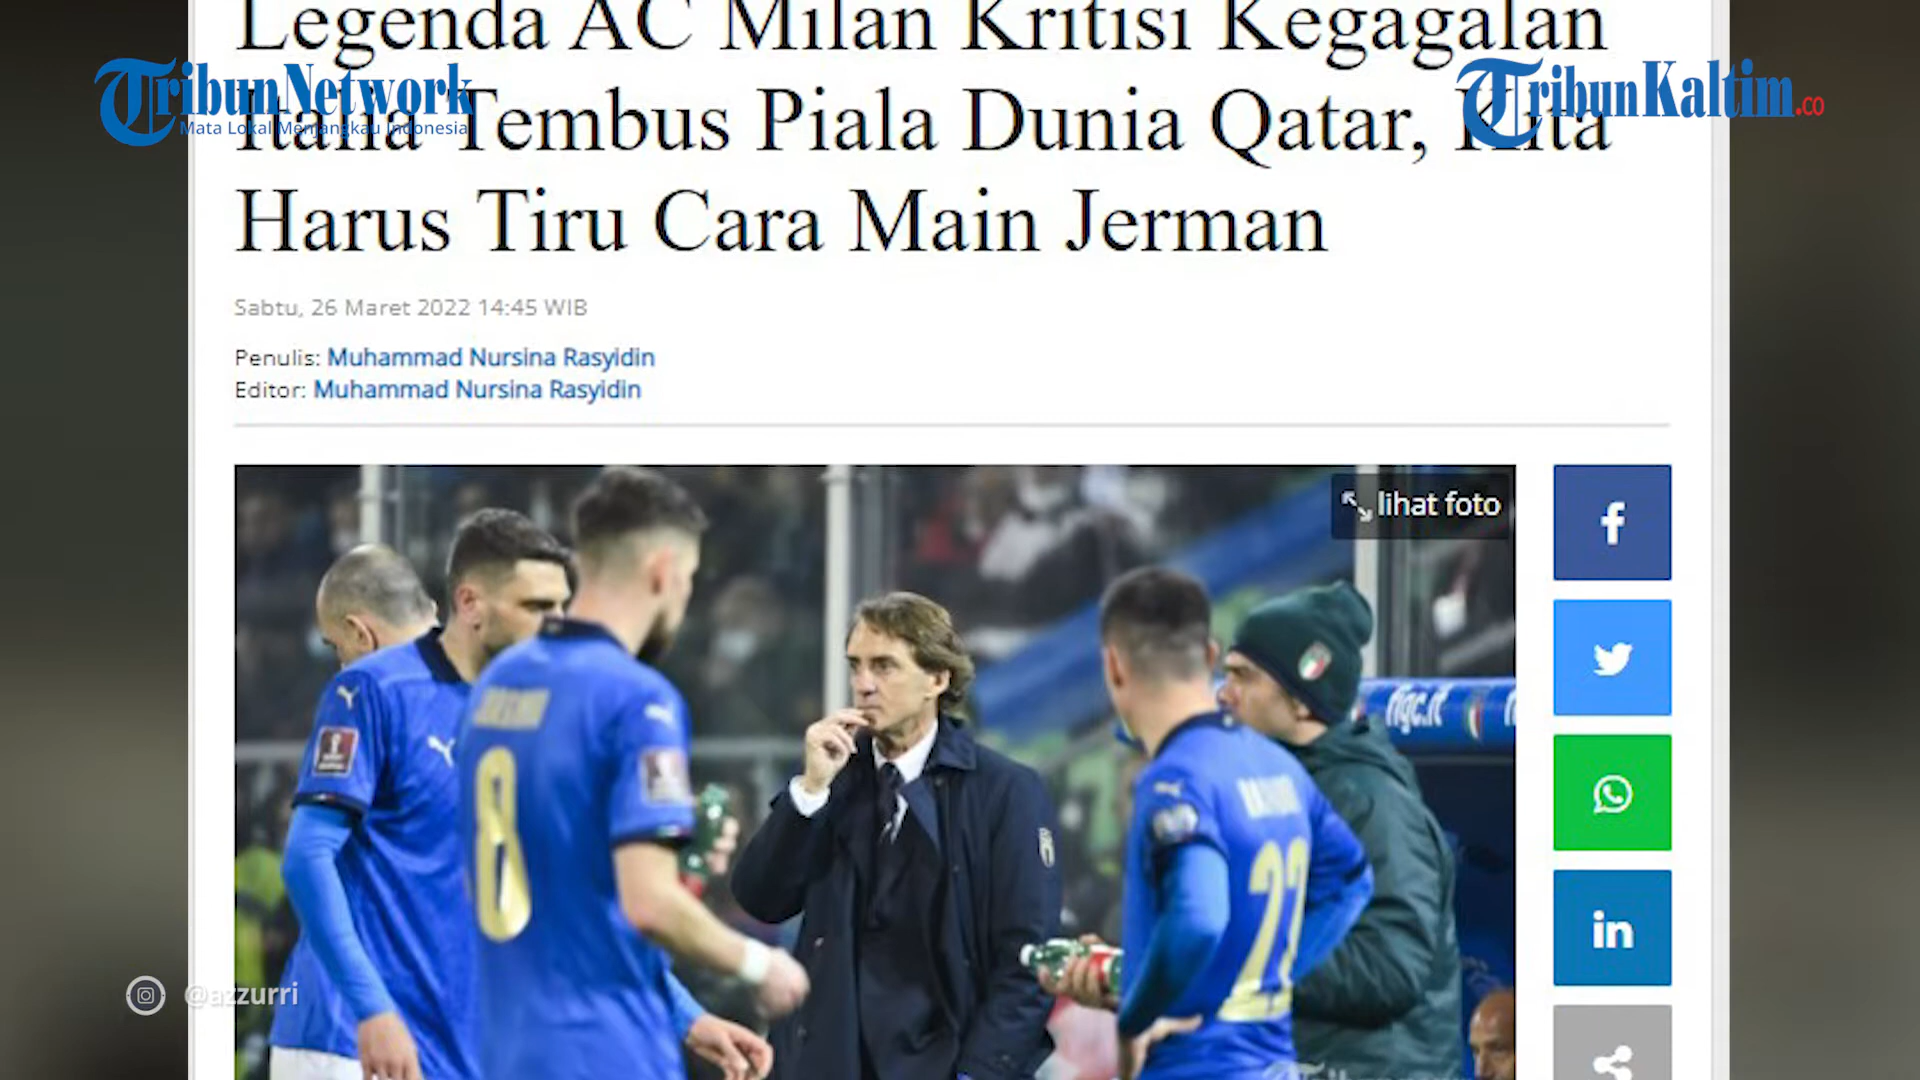 Legenda AC Milan Kritisi Kegagalan
TribunNetwork
Mata Lokal Menjangkau Indonesia
TribunKaltim.co
Italia Tembus Piala Dunia Qatar, Kita
Harus Tiru Cara Main Jerman
Sabtu, 26 Maret 2022 14:45 WIB
Penulis: Muhammad Nursina Rasyidin
Editor: Muhammad Nursina Rasyidin
lihat foto
f
figc.it
8
22
in
@azzurri